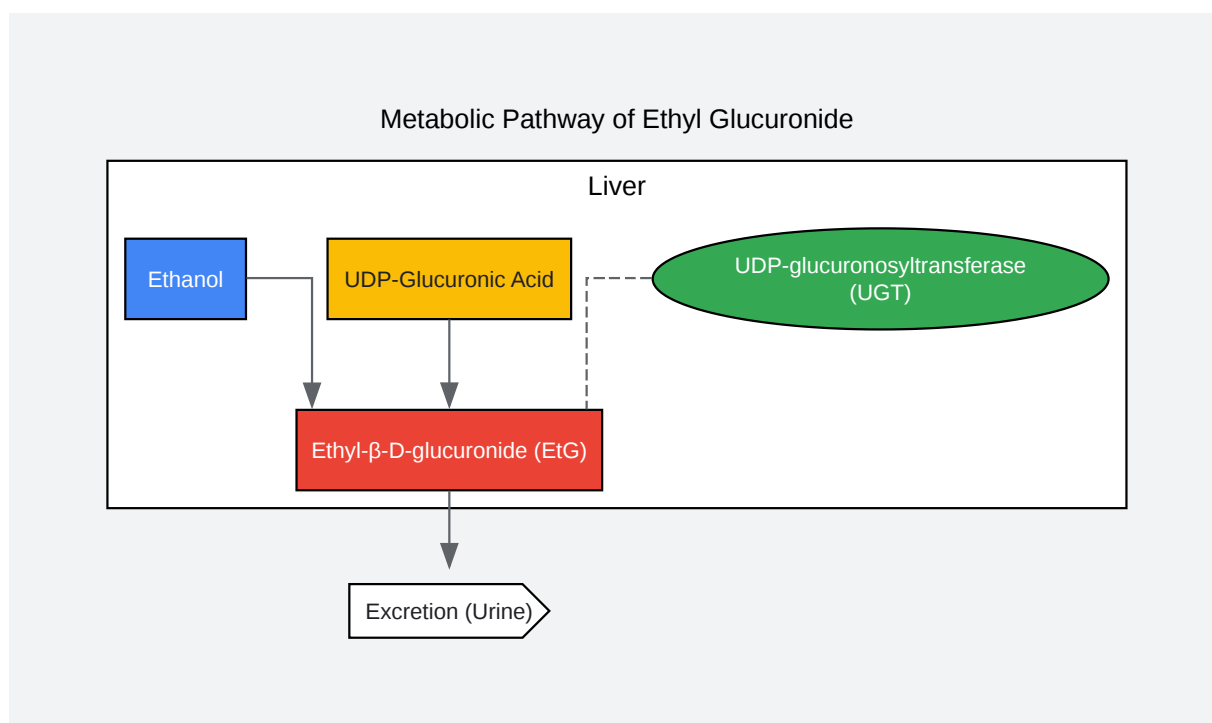 Metabolic Pathway of Ethyl Glucuronide
Liver
Ethanol
UDP-Glucuronic Acid
UDP-glucuronosyltransferase
(UGT)
Ethyl-β-D-glucuronide (EtG)
Excretion (Urine)